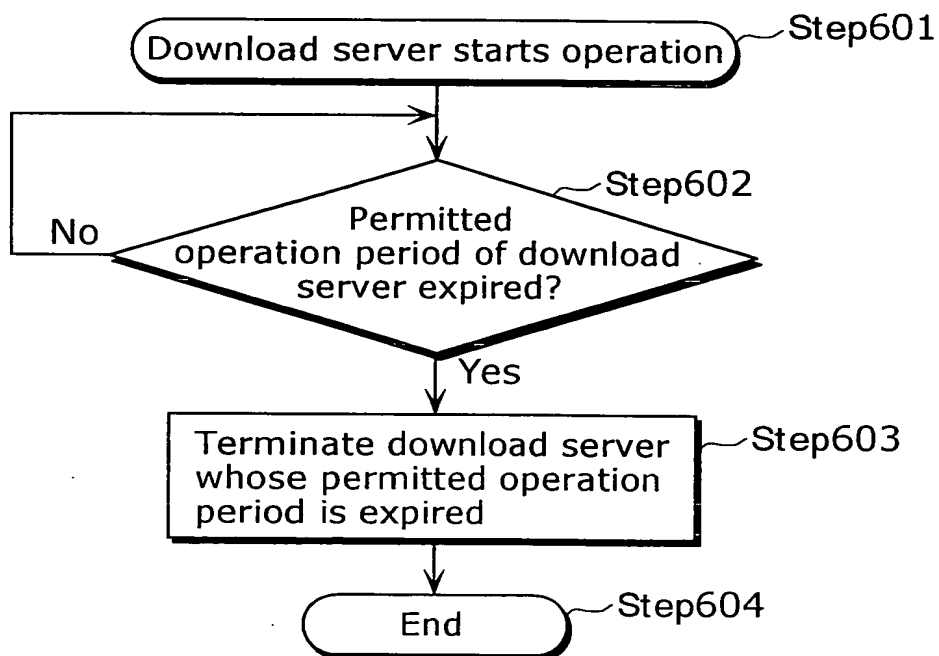 Download server starts operation
Step601
Step602
Permitted
operation period of download
server expired?
No
Yes
Terminate download server
whose permitted operation
period is expired
Step603
End
Step604